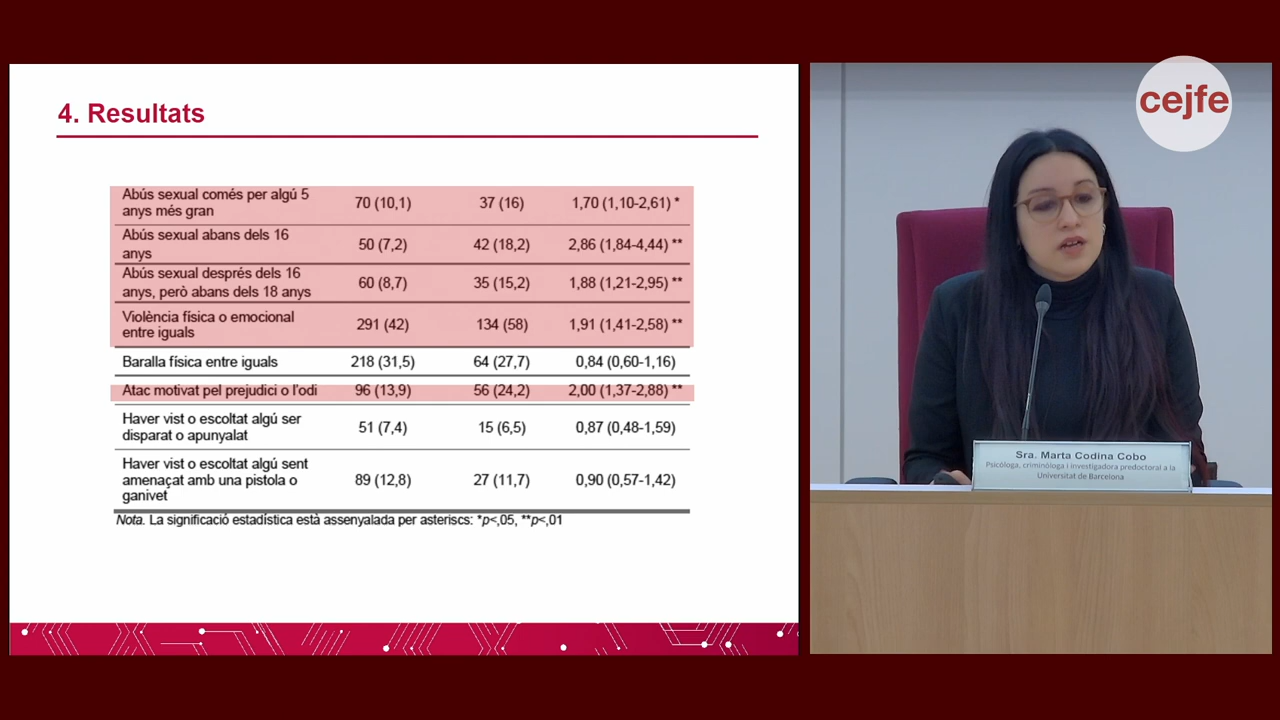 cejfe
4. Resultats
Abús sexual comés per algú 5
anys més gran
70 (10,1)
37 (16)
1,70 (1,10-2,61) *
Abús sexual abans dels 16
anys
50 (7,2)
42 (18,2)
2,86 (1,84-4,44) **
Abús sexual després dels 16
anys, però abans dels 18 anys
60 (8,7)
35 (15,2)
1,88 (1,21-2,95) **
Violència física o emocional
entre iguals
291 (42)
134 (58)
1,91 (1,41-2,58) **
Baralla física entre iguals
218 (31,5)
64 (27,7)
0,84 (0,60-1,16)
Atac motivat pel prejudici o l'odi
96 (13,9)
56 (24,2)
2,00 (1,37-2,88) **
Haver vist o escoltat algú ser
disparat o apunyalat
51 (7,4)
15 (6,5)
0,87 (0,48-1,59)
Haver vist o escoltat algú sent
amenaçat amb una pistola o
ganivet
89 (12,8)
27 (11,7)
0,90 (0,57-1,42)
Nota. La significació estadística està assenyalada per asteriscs: *p<,05, **p<,01
Sra. Marta Codina Cobo
Psicòloga, criminòloga i investigadora predoctoral a la
Universitat de Barcelona